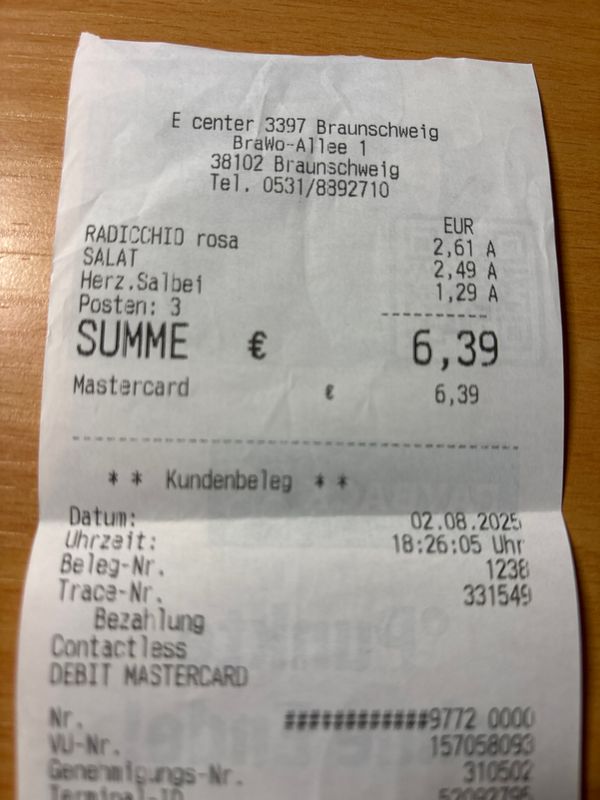 E center 3397 Braunschweig
BraWo-Allee 1
38102 Braunschweig
Tel. 0531/8892710
EUR
RADICCHIO rosa 2,61 A
SALAT 2,49 A
Herz.Salbei 1,29 A
Posten: 3
SUMME € 6,39
Mastercard € 6,39
* * Kundenbeleg * *
Datum: 02.08.2025
Uhrzeit: 18:26:05 Uhr
Beleg-Nr. 1238
Trace-Nr. 331549
Bezahlung
Contactless
DEBIT MASTERCARD
Nr. ############9772 0000
VU-Nr. 157058093
Genehmigungs-Nr. 310502
Terminal-ID 52092795